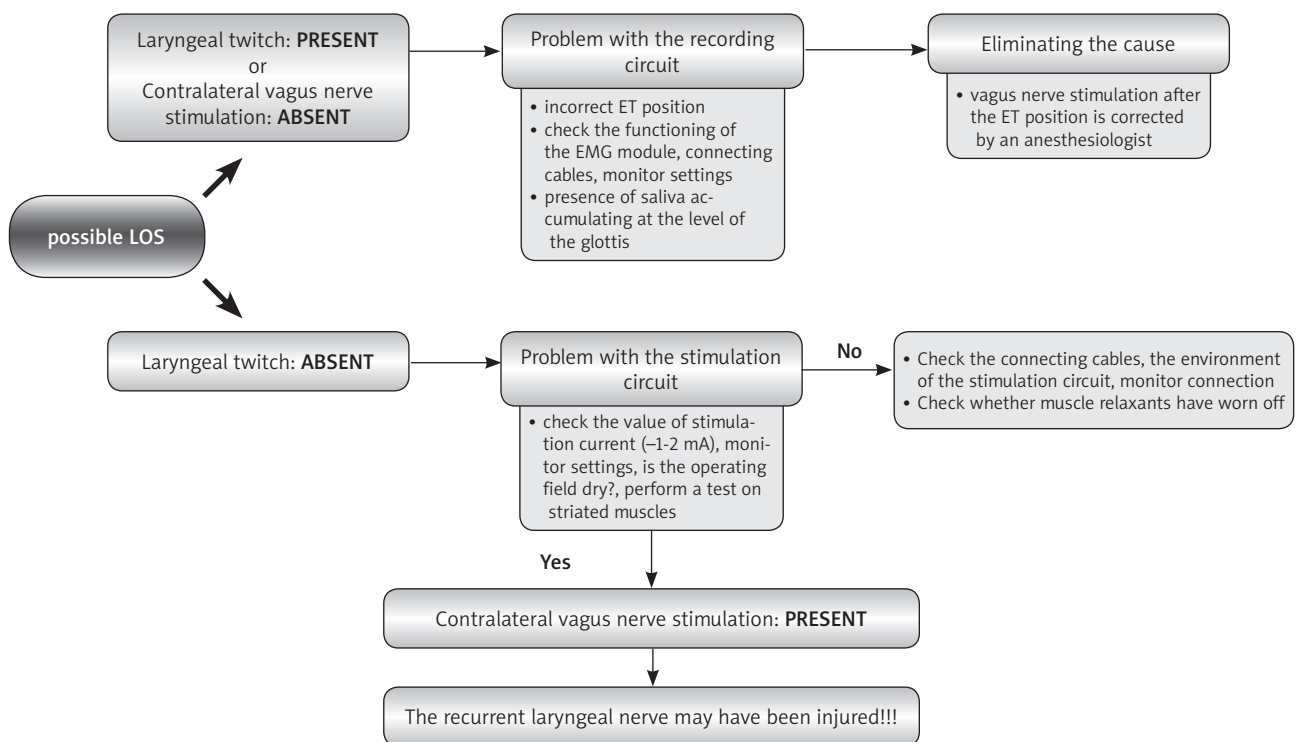 Laryngeal twitch: PRESENT
or
Contralateral vagus nerve
stimulation: ABSENT
Problem with the recording
circuit
• incorrect ET position
• check the functioning of
the EMG module, connecting
cables, monitor settings
• presence of saliva ac-
cumulating at the level of
the glottis
Eliminating the cause
• vagus nerve stimulation after
the ET position is corrected
by an anesthesiologist
possible LOS
Laryngeal twitch: ABSENT
Problem with the stimulation
circuit
• check the value of stimula-
tion current (–1-2 mA), moni-
tor settings, is the operating
field dry?, perform a test on
striated muscles
No
• Check the connecting cables, the environment
of the stimulation circuit, monitor connection
• Check whether muscle relaxants have worn off
Yes
Contralateral vagus nerve stimulation: PRESENT
The recurrent laryngeal nerve may have been injured!!!